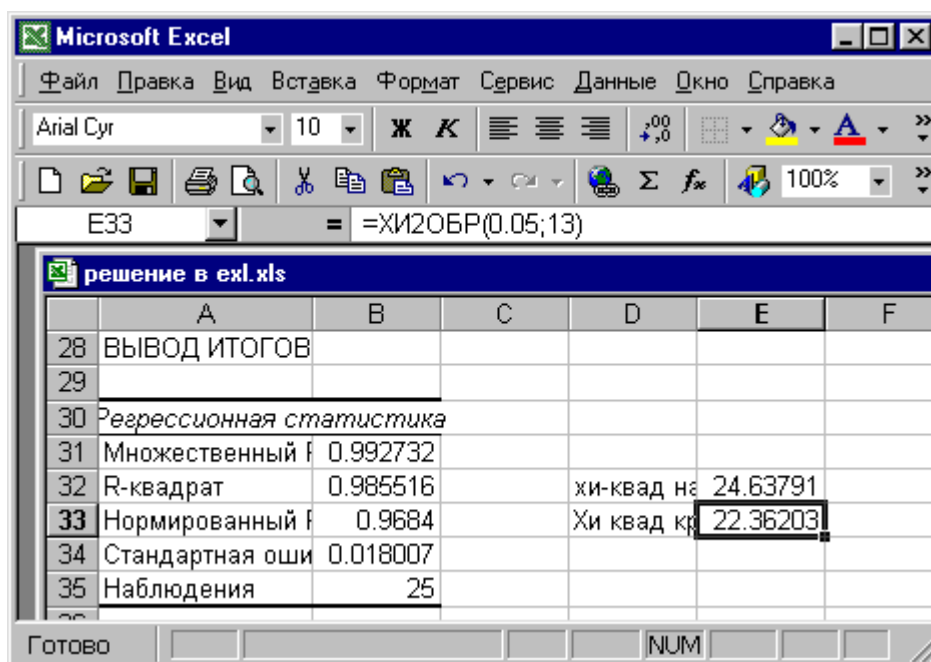 Microsoft Excel
Файл Правка Вид Вставка Формат Сервис Данные Окно Справка
Arial Cyr 10 Ж К
100%
E33 = =ХИ2ОБР(0.05;13)
решение в exl.xls
A B C D E F
28 ВЫВОД ИТОГОВ
29
30 Регрессионная статистика
31 Множественный 0.992732
32 R-квадрат 0.985516 хи-квад на 24.63791
33 Нормированный 0.9684 Хи квад кр 22.36203
34 Стандартная оши 0.018007
35 Наблюдения 25
Готово NUM